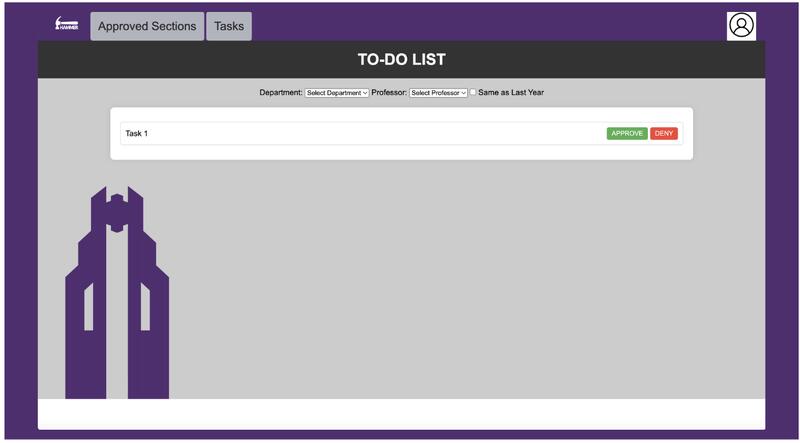 HAMMER
Approved Sections Tasks
TO-DO LIST
Department: Select Department Professor: Select Professor Same as Last Year
Task 1 APPROVE DENY